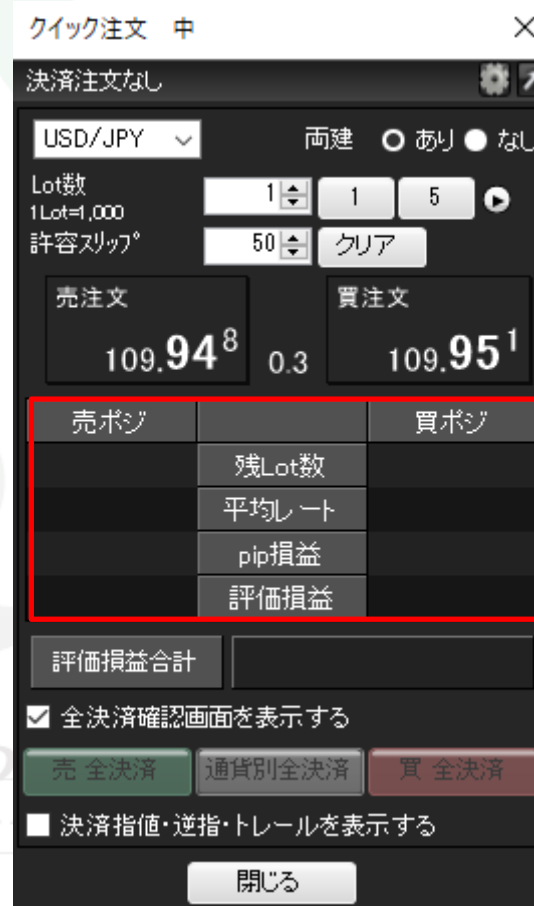 クイック注文 中
決済注文なし
USD/JPY 両建 あり なし
Lot数 1 1 5
1Lot=1,000
許容スリップ 50 クリア
売注文 買注文
109.948 0.3 109.951
売ポジ 買ポジ
残Lot数
平均レート
pip損益
評価損益
評価損益合計
全決済確認画面を表示する
売 全決済 通貨別全決済 買 全決済
決済指値・逆指・トレールを表示する
閉じる